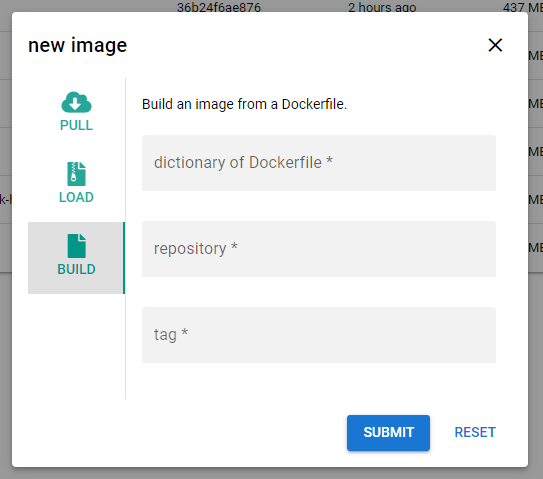 36b24f6ae876 2 hours ago 437 ME
new image
PULL
Build an image from a Dockerfile.
dictionary of Dockerfile *
LOAD
repository *
BUILD
tag *
SUBMIT RESET